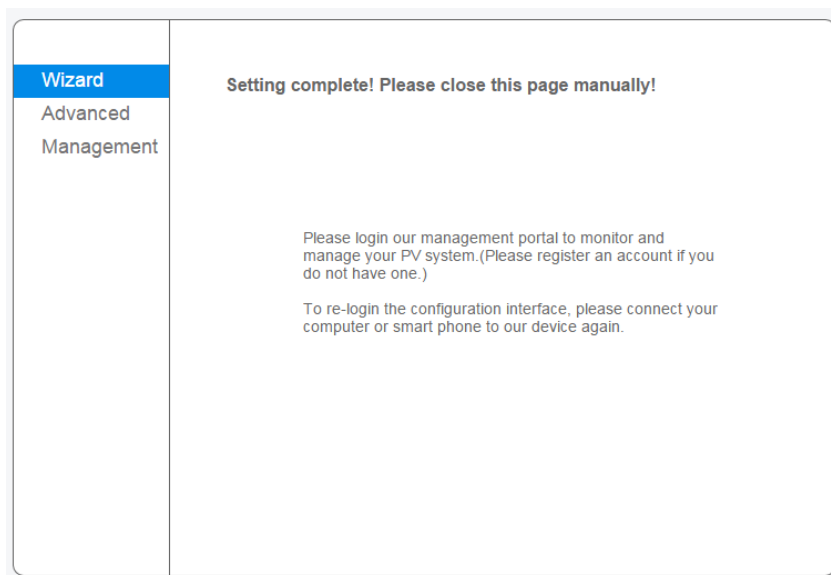 Wizard
Advanced
Management
Setting complete! Please close this page manually!
Please login our management portal to monitor and
manage your PV system.(Please register an account if you
do not have one.)
To re-login the configuration interface, please connect your
computer or smart phone to our device again.